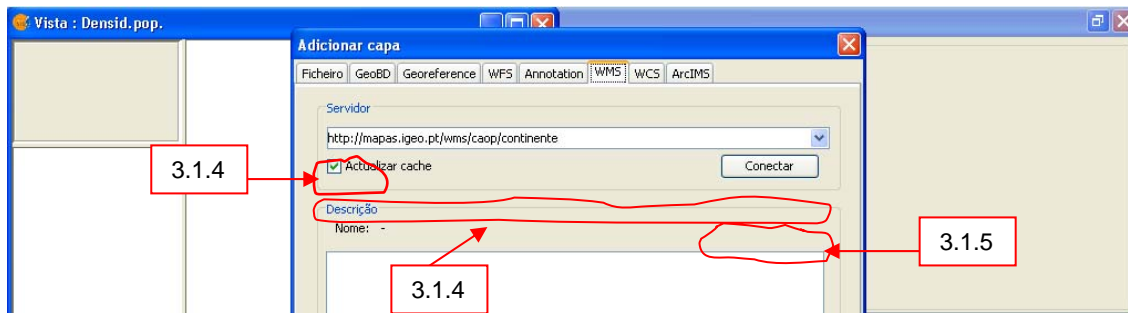 Vista : Densid.pop.
Adicionar capa
Ficheiro GeoBD Georeference WFS Annotation WMS WCS ArcIMS
Servidor
http://mapas.igeo.pt/wms/caop/continente
Actualizar cache
Conectar
3.1.4
Descrição
Nome: -
3.1.5
3.1.4